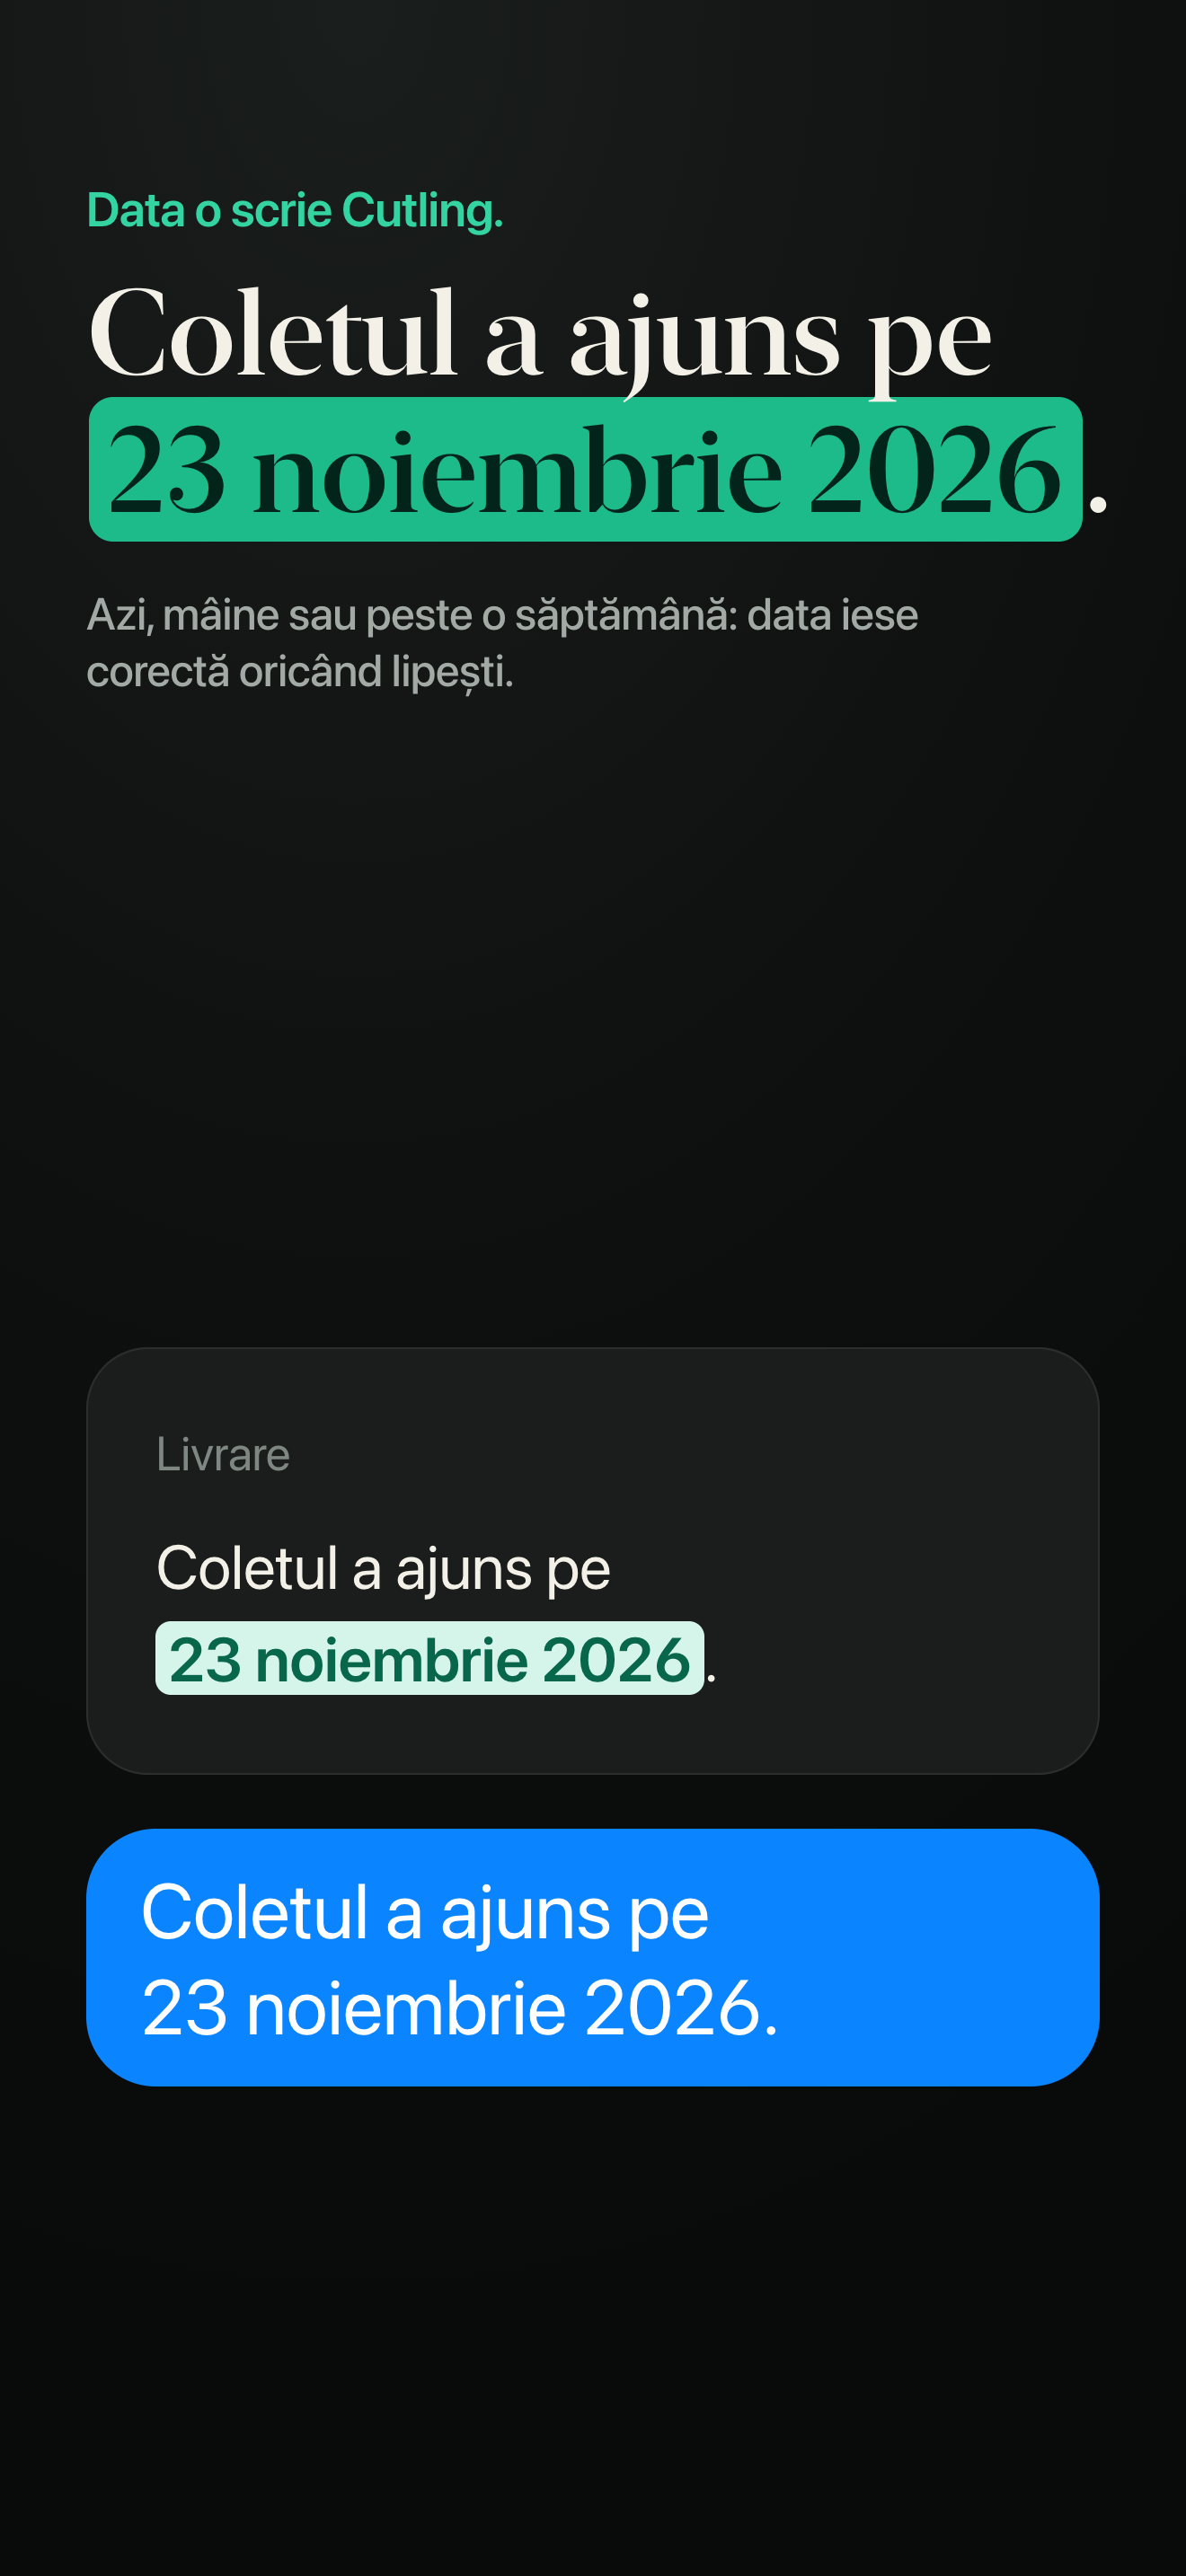 Data o scrie Cutling.
Coletul a ajuns pe
23 noiembrie 2026.
Azi, mâine sau peste o săptămână: data iese
corectă oricând lipești.
Livrare
Coletul a ajuns pe
23 noiembrie 2026.
Coletul a ajuns pe
23 noiembrie 2026.